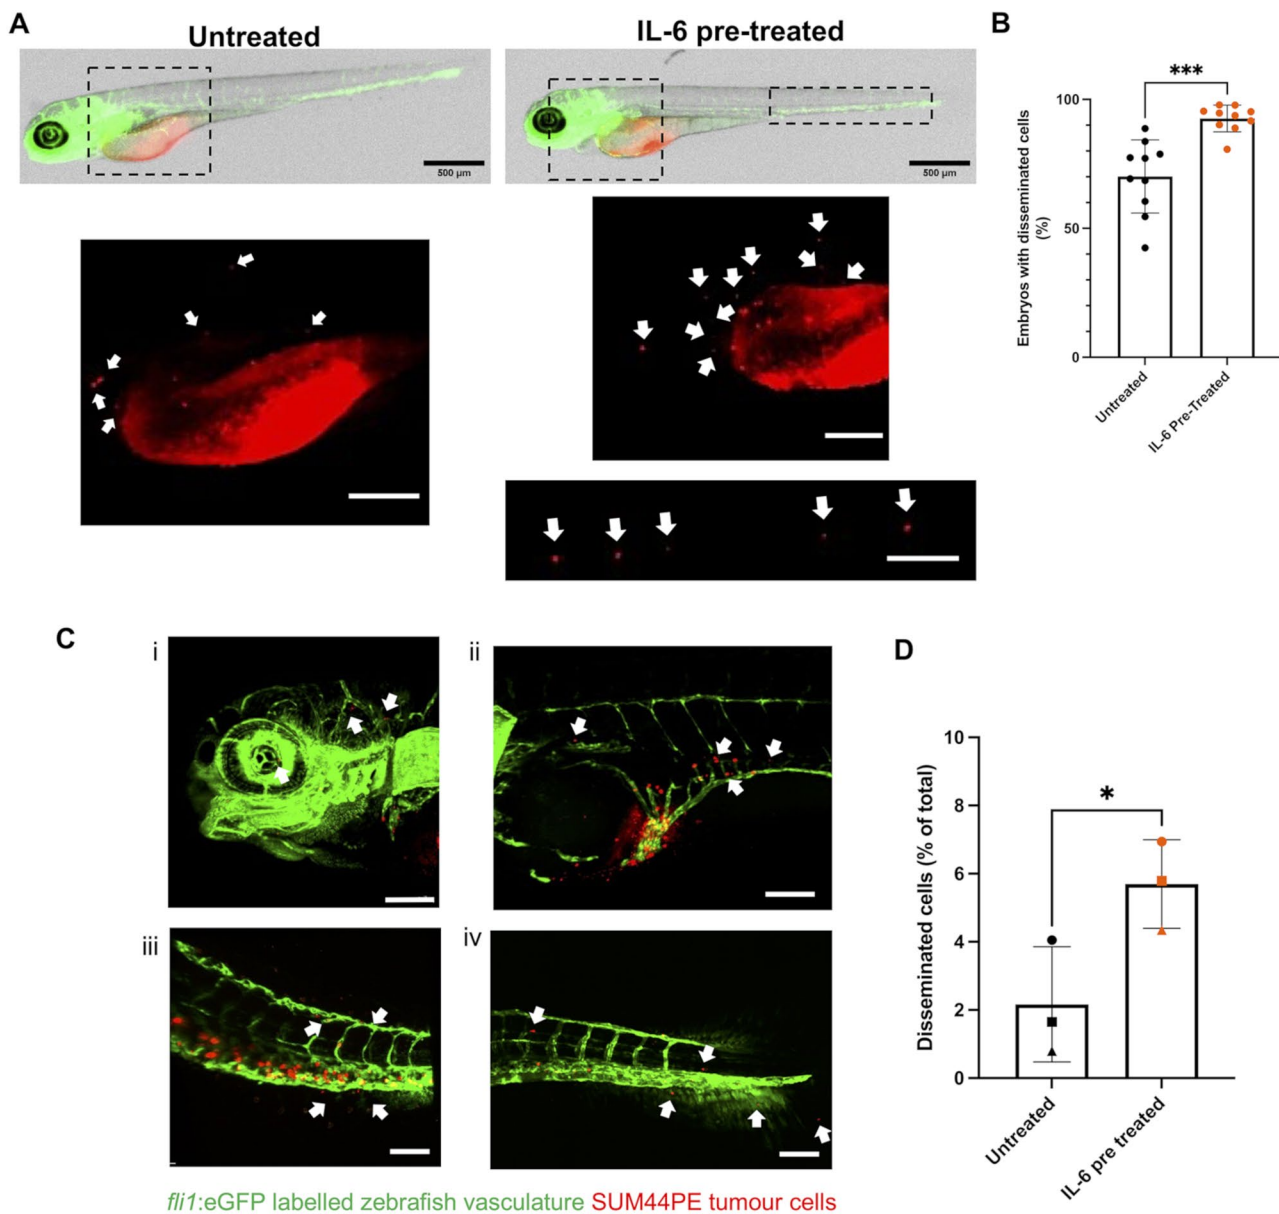 A
Untreated
IL-6 pre-treated
500 µm
500 µm
B
***
Embryos with disseminated cells
(%)
100
50
0
Untreated
IL-6 Pre-Treated
C
i
ii
iii
iv
fli1:eGFP labelled zebrafish vasculature SUM44PE tumour cells
D
*
Disseminated cells (% of total)
10
8
6
4
2
0
Untreated
IL-6 pre treated